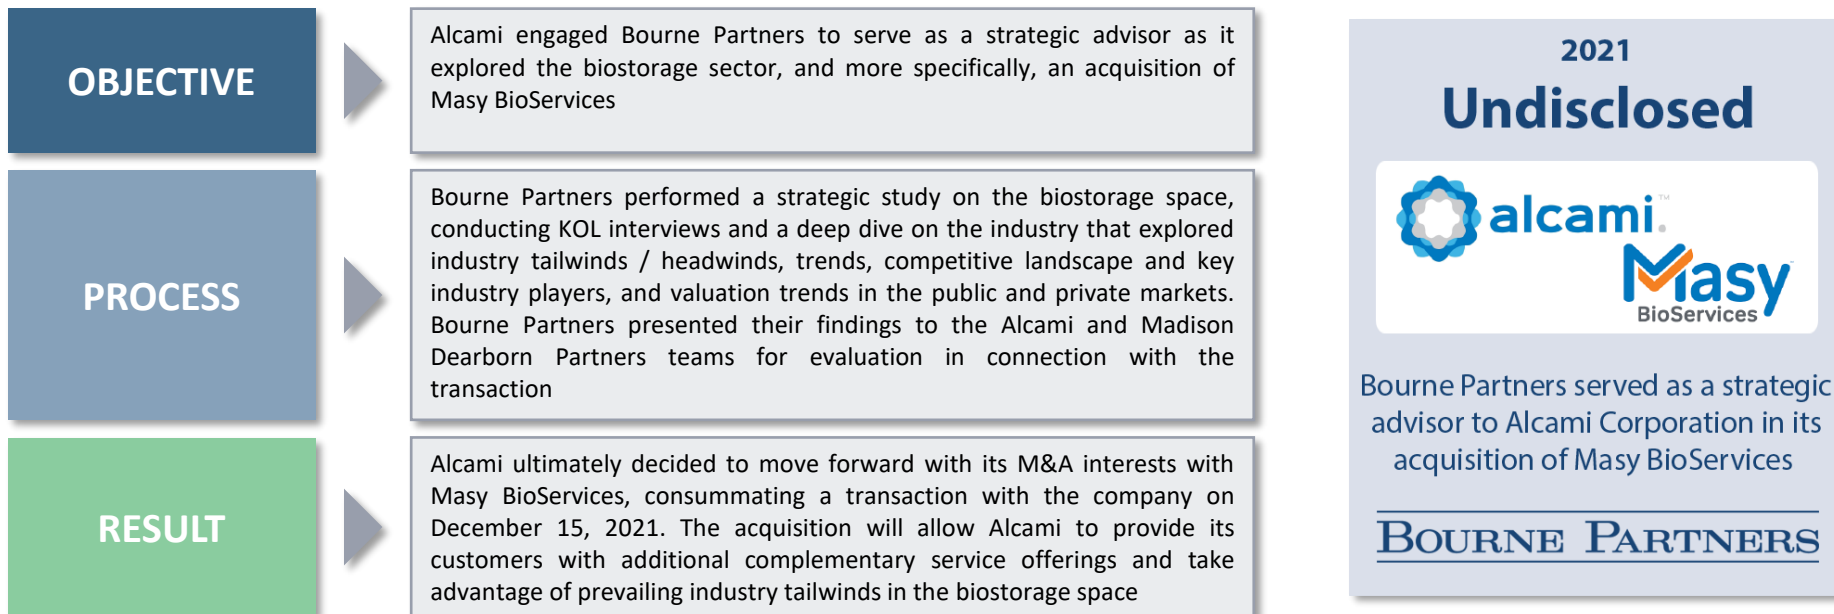 OBJECTIVE
Alcami engaged Bourne Partners to serve as a strategic advisor as it
explored the biostorage sector, and more specifically, an acquisition of
Masy BioServices
PROCESS
Bourne Partners performed a strategic study on the biostorage space,
conducting KOL interviews and a deep dive on the industry that explored
industry tailwinds / headwinds, trends, competitive landscape and key
industry players, and valuation trends in the public and private markets.
Bourne Partners presented their findings to the Alcami and Madison
Dearborn Partners teams for evaluation in connection with the
transaction
RESULT
Alcami ultimately decided to move forward with its M&A interests with
Masy BioServices, consummating a transaction with the company on
December 15, 2021. The acquisition will allow Alcami to provide its
customers with additional complementary service offerings and take
advantage of prevailing industry tailwinds in the biostorage space
2021
Undisclosed
alcami.™
Masy
BioServices
Bourne Partners served as a strategic
advisor to Alcami Corporation in its
acquisition of Masy BioServices
BOURNE PARTNERS